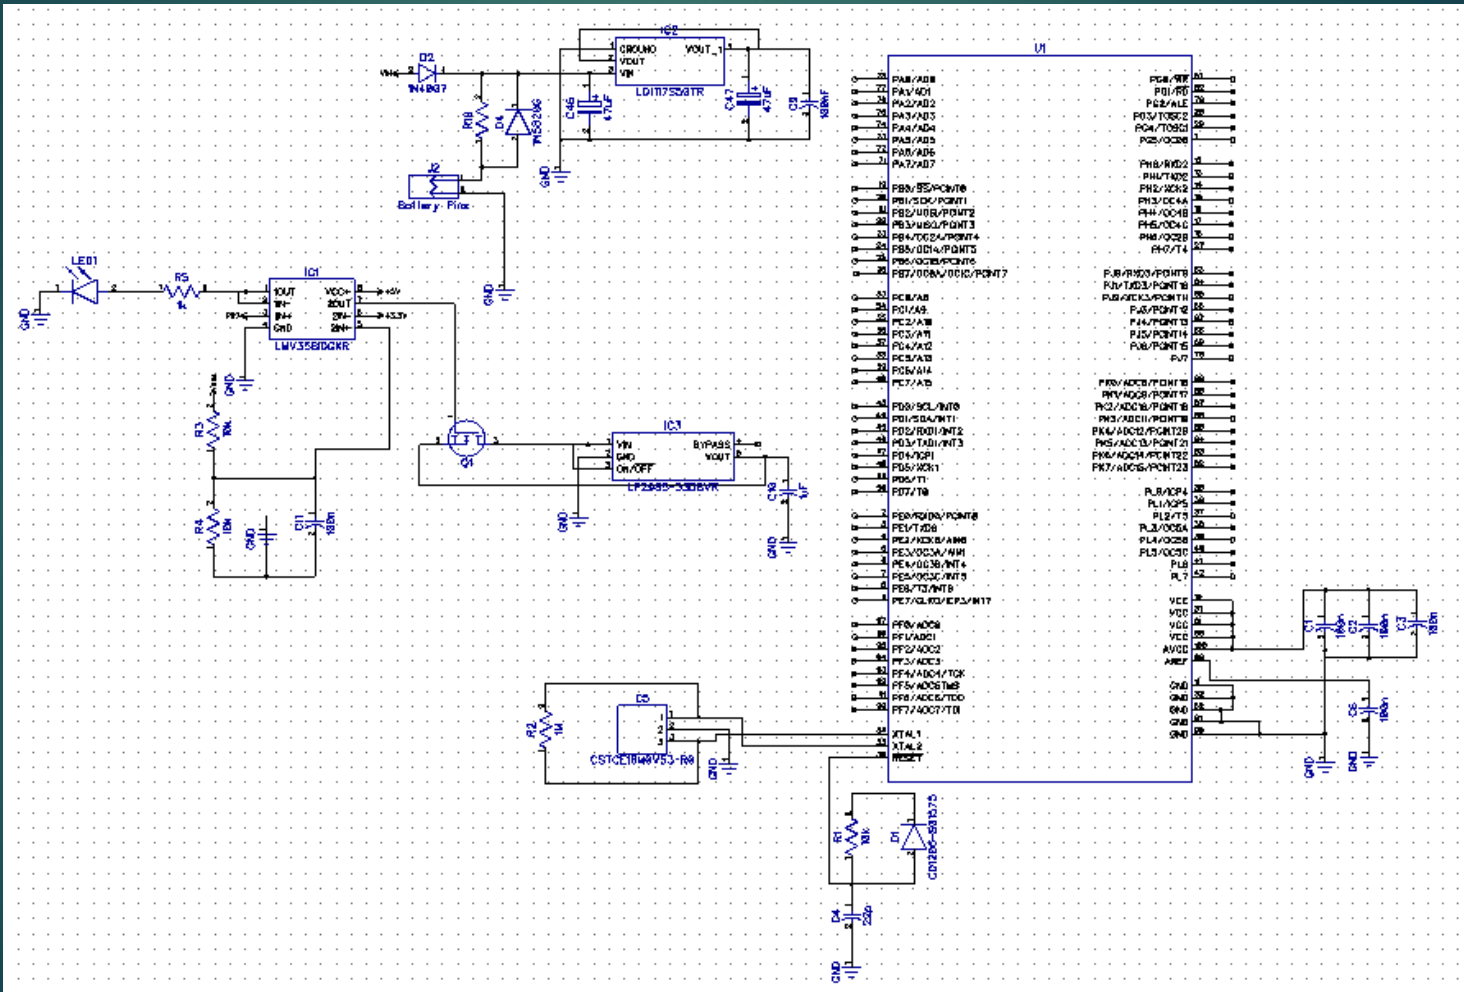 D2
1N4007
R18
D4
1N5820G
IC2
GROUND
VOUT
VIN
VOUT_1
LD1117S50TR
C46
47uF
C47
47uF
C9
100nF
GND
Battery Pins
GND
LED1
R5
1k
GND
IC1
1OUT
1IN-
1IN+
GND
VCC+
2OUT
2IN-
2IN+
+5V
+3.3V
LMV358IDGKR
GND
R3
10k
R4
10k
GND
C11
100n
Q1
IC3
VIN
GND
ON/OFF
BYPASS
VOUT
GND
C10
1uF
GND
U1
PA0/AD0
PA1/AD1
PA2/AD2
PA3/AD3
PA4/AD4
PA5/AD5
PA6/AD6
PA7/AD7
PB0/SS/PCINT0
PB1/SCK/PCINT1
PB2/MOSI/PCINT2
PB3/MISO/PCINT3
PB4/OC2A/PCINT4
PB5/OC1A/PCINT5
PB6/OC1B/PCINT6
PB7/OC0A/OC1C/PCINT7
PC0/A8
PC1/A9
PC2/A10
PC3/A11
PC4/A12
PC5/A13
PC6/A14
PC7/A15
PD0/SCL/INT0
PD1/SDA/INT1
PD2/RXD1/INT2
PD3/TXD1/INT3
PD4/ICP1
PD5/XCK1
PD6/T1
PD7/T0
PE0/RXD0/PCINT8
PE1/TXD0
PE2/XCK0/AIN0
PE3/OC3A/AIN1
PE4/OC3B/INT4
PE5/OC3C/INT5
PE6/T3/INT6
PE7/CLKO/ICP3/INT7
PF0/ADC0
PF1/ADC1
PF2/ADC2
PF3/ADC3
PF4/ADC4/TCK
PF5/ADC5TMS
PF6/ADC6/TDO
PF7/ADC7/TDI
XTAL1
XTAL2
RESET
PG0/WR
PG1/RD
PG2/ALE
PG3/TOSC2
PG4/TOSC1
PG5/OC0B
PH0/RXD2
PH1/TXD2
PH2/XCK2
PH3/OC4A
PH4/OC4B
PH5/OC4C
PH6/OC2B
PH7/T4
PJ0/RXD3/PCINT9
PJ1/TXD3/PCINT10
PJ2/XCK3/PCINT11
PJ3/PCINT12
PJ4/PCINT13
PJ5/PCINT14
PJ6/PCINT15
PJ7
PK0/ADC8/PCINT16
PK1/ADC9/PCINT17
PK2/ADC10/PCINT18
PK3/ADC11/PCINT19
PK4/ADC12/PCINT20
PK5/ADC13/PCINT21
PK6/ADC14/PCINT22
PK7/ADC15/PCINT23
PL0/ICP4
PL1/ICP5
PL2/T5
PL3/OC5A
PL4/OC5B
PL5/OC5C
PL6
PL7
VCC
VCC
VCC
VCC
AVCC
AREF
GND
GND
GND
GND
GND
C1
100n
C2
100n
C3
100n
C6
100n
GND
GND
R2
1M
1
2
3
GND
R1
10k
D1
C4
22p
GND